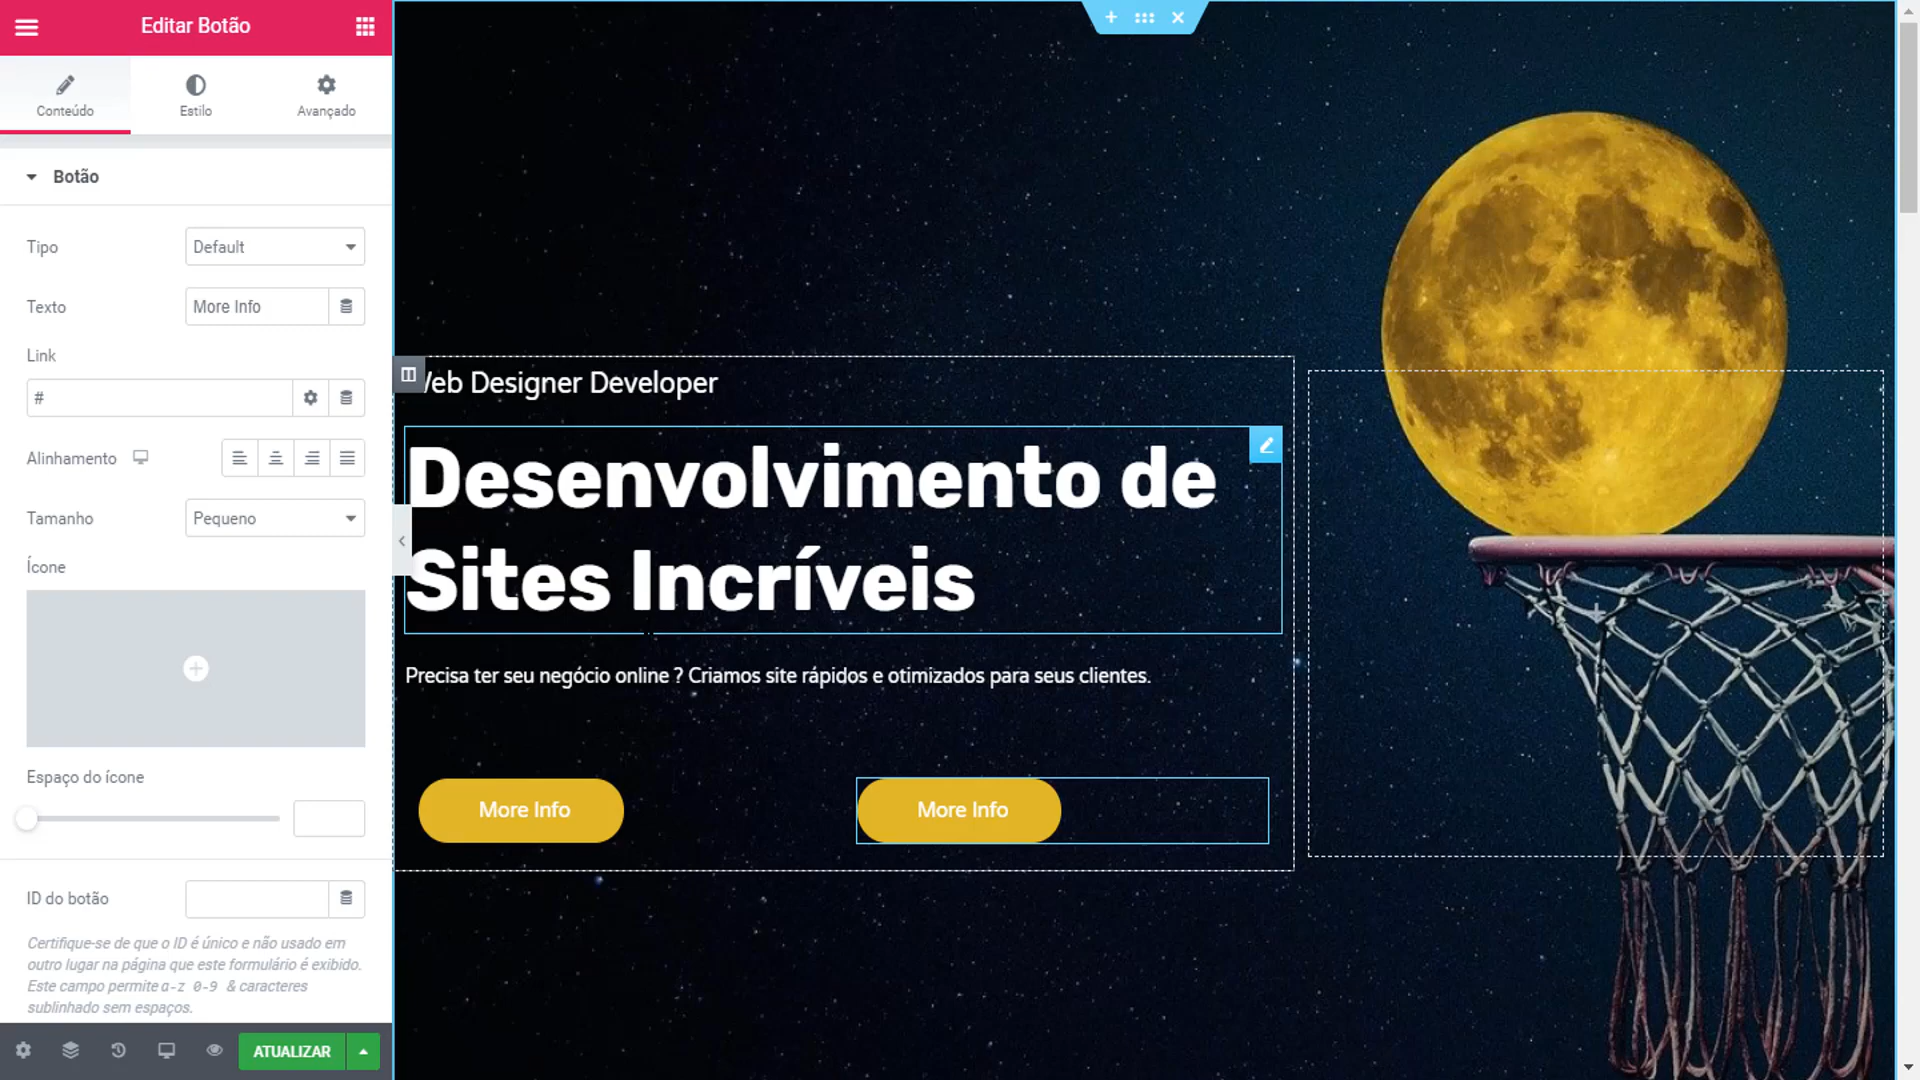 Editar Botão
Conteúdo
Estilo
Avançado
Botão
Tipo
Default
Texto
More Info
Link
#
Alinhamento
Tamanho
Pequeno
Ícone
Espaço do ícone
ID do botão
Certifique-se de que o ID é único e não usado em
outro lugar na página que este formulário é exibido.
Este campo permite a-z 0-9 & caracteres
sublinhado sem espaços.
ATUALIZAR
Designer Developer
Desenvolvimento de
Sites Incríveis
Precisa ter seu negócio online ? Criamos site rápidos e otimizados para seus clientes.
More Info
More Info